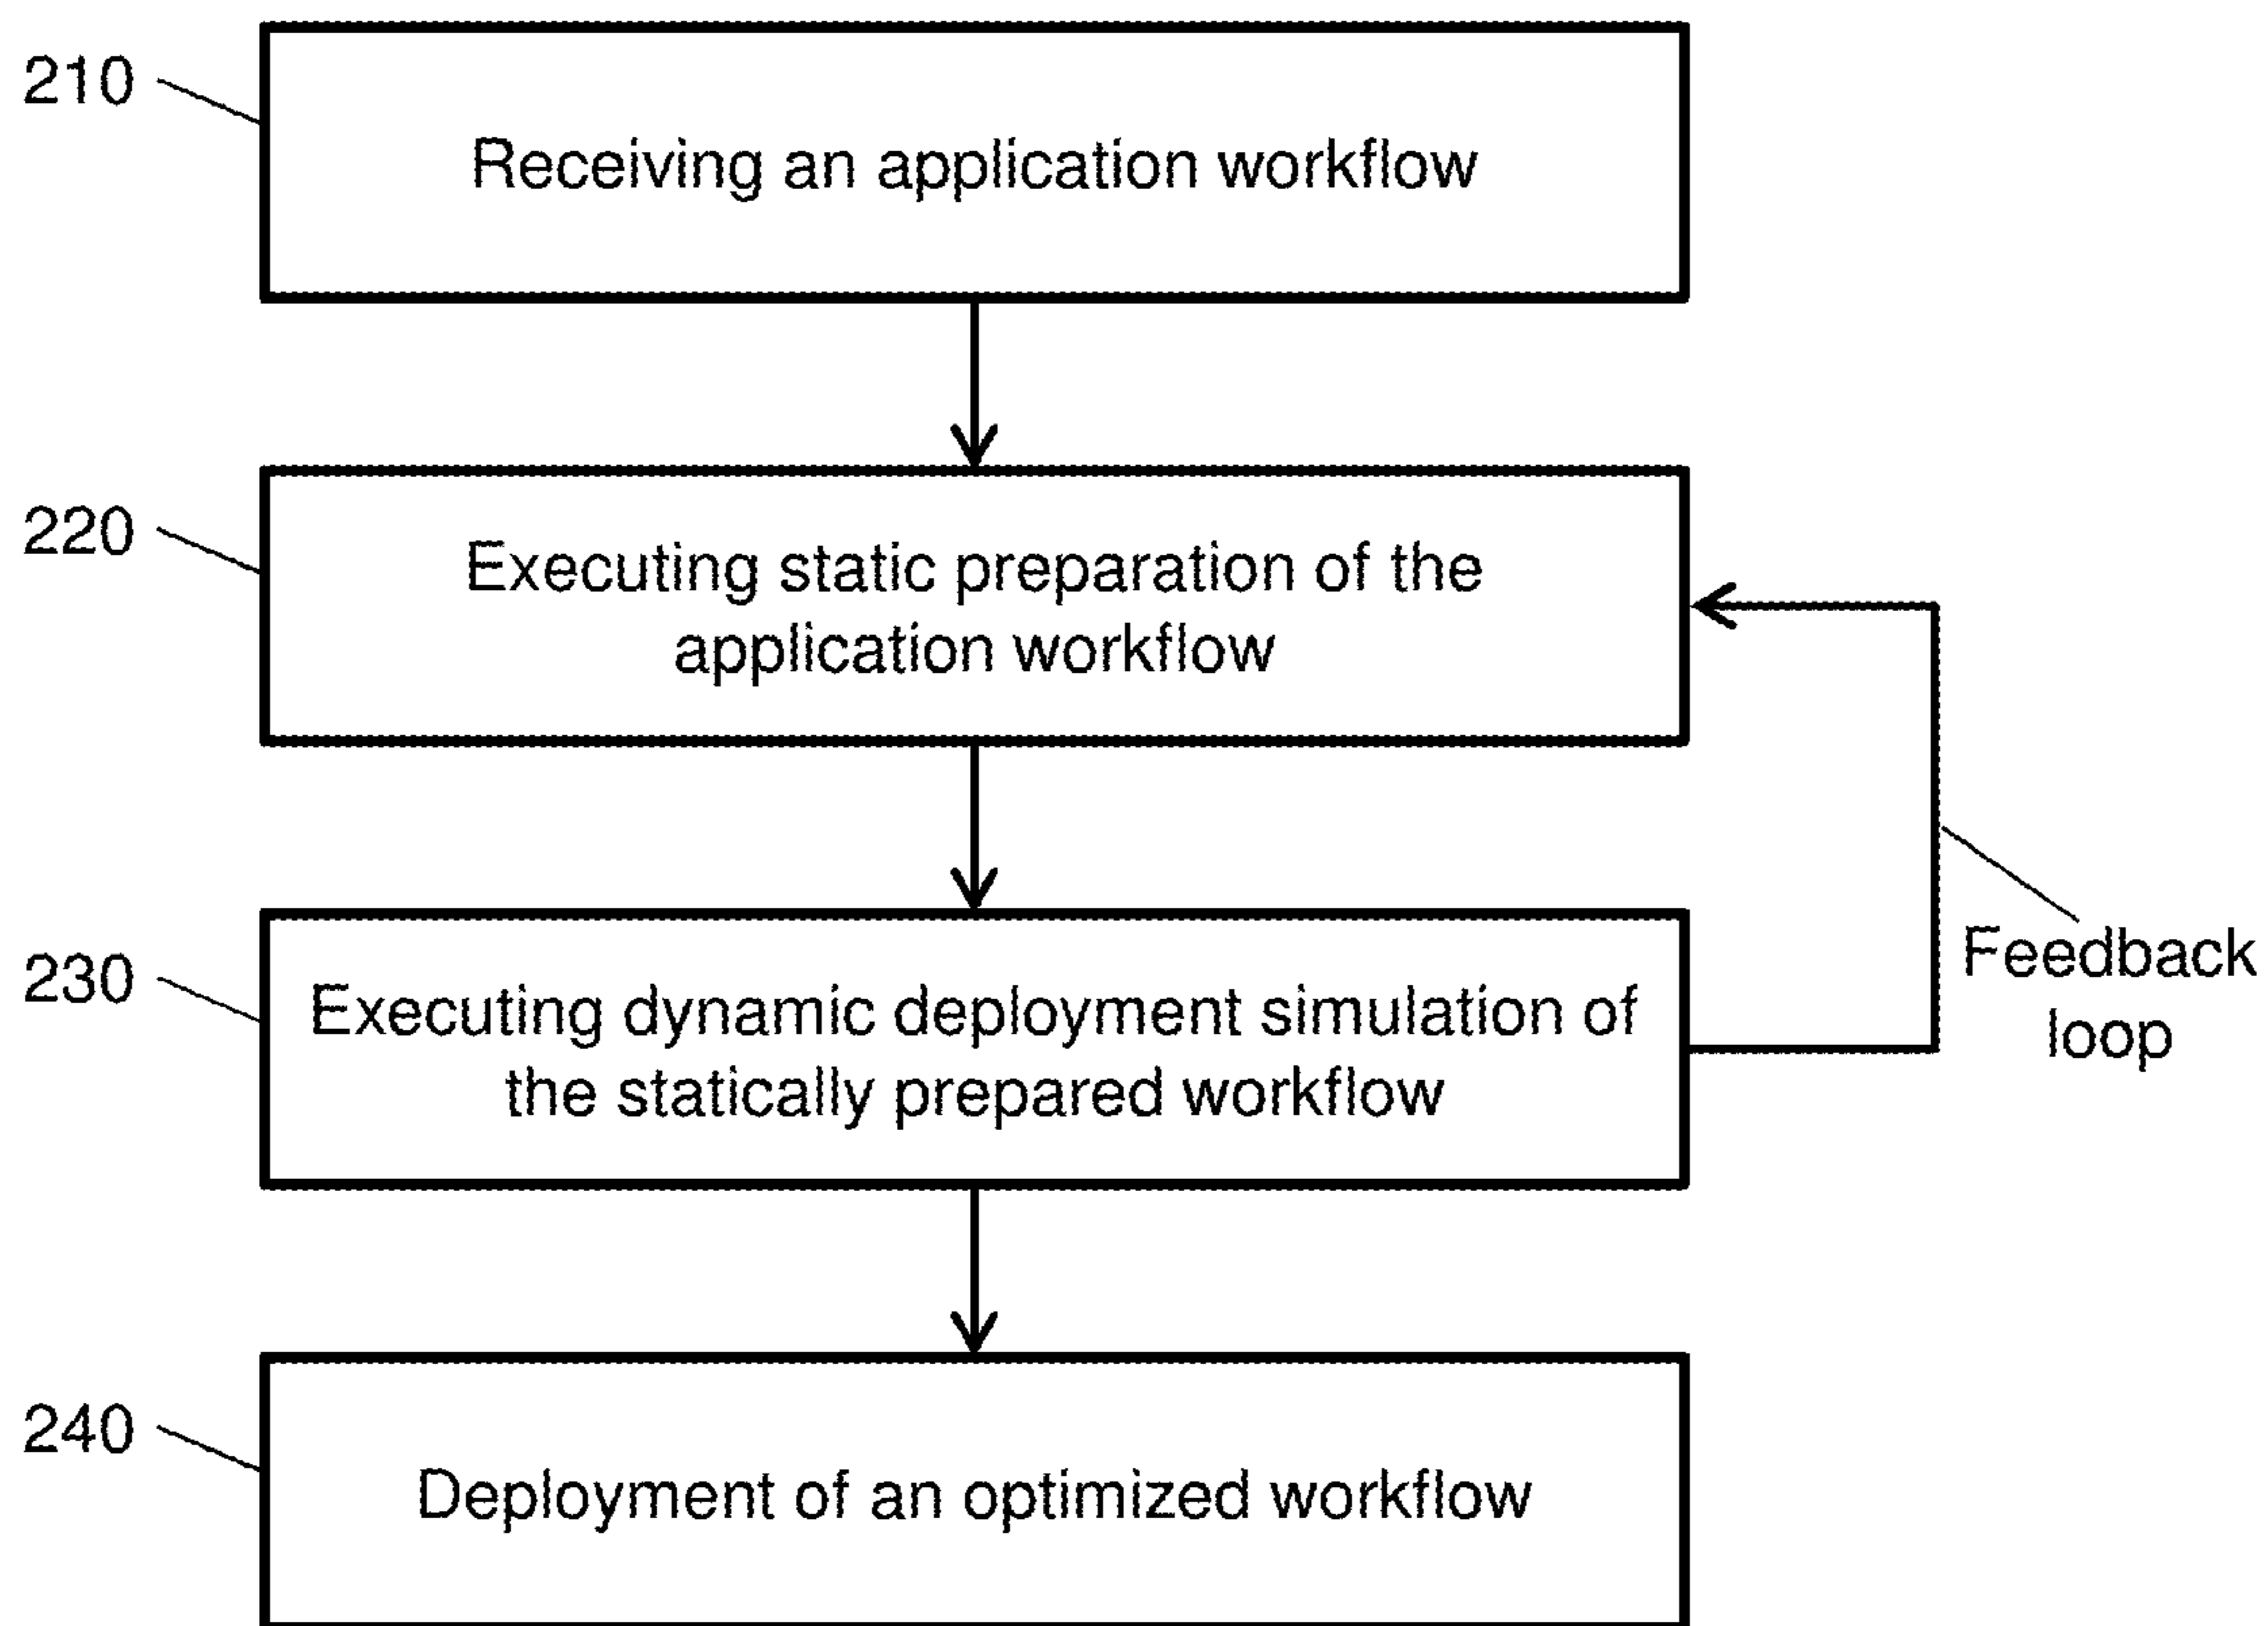 210
Receiving an application workflow
220
Executing static preparation of the
application workflow
230
Executing dynamic deployment simulation of
the statically prepared workflow
Feedback
loop
240
Deployment of an optimized workflow